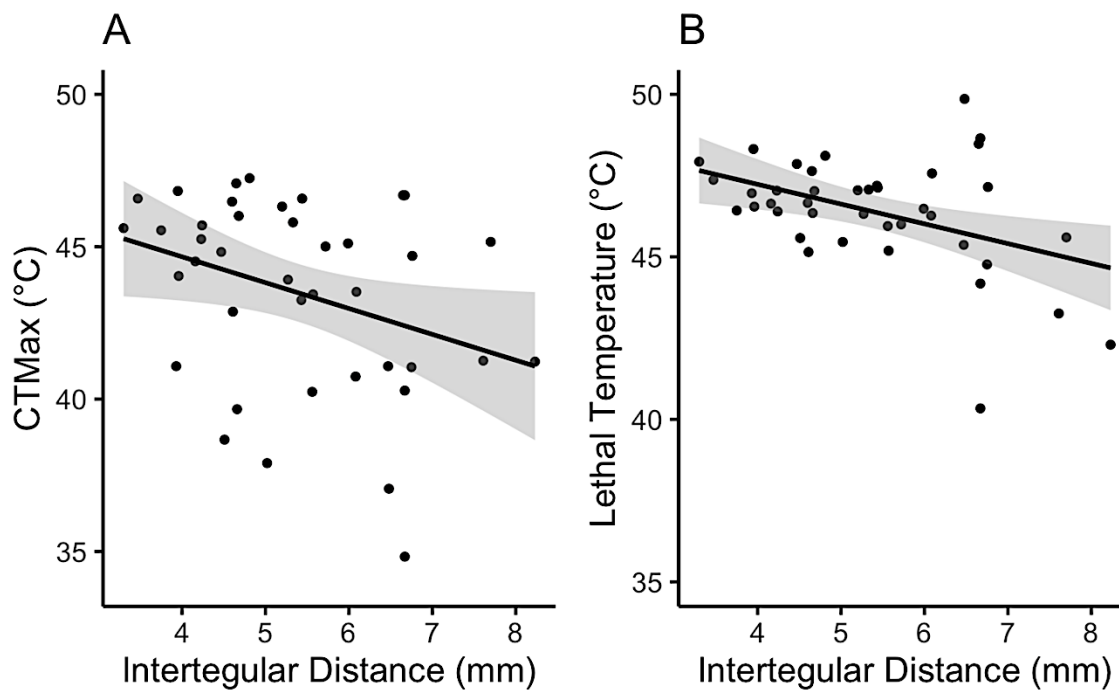 A
CTMax (°C)
50
45
40
35
4 5 6 7 8
Intertegular Distance (mm)
B
Lethal Temperature (°C)
50
45
40
35
4 5 6 7 8
Intertegular Distance (mm)